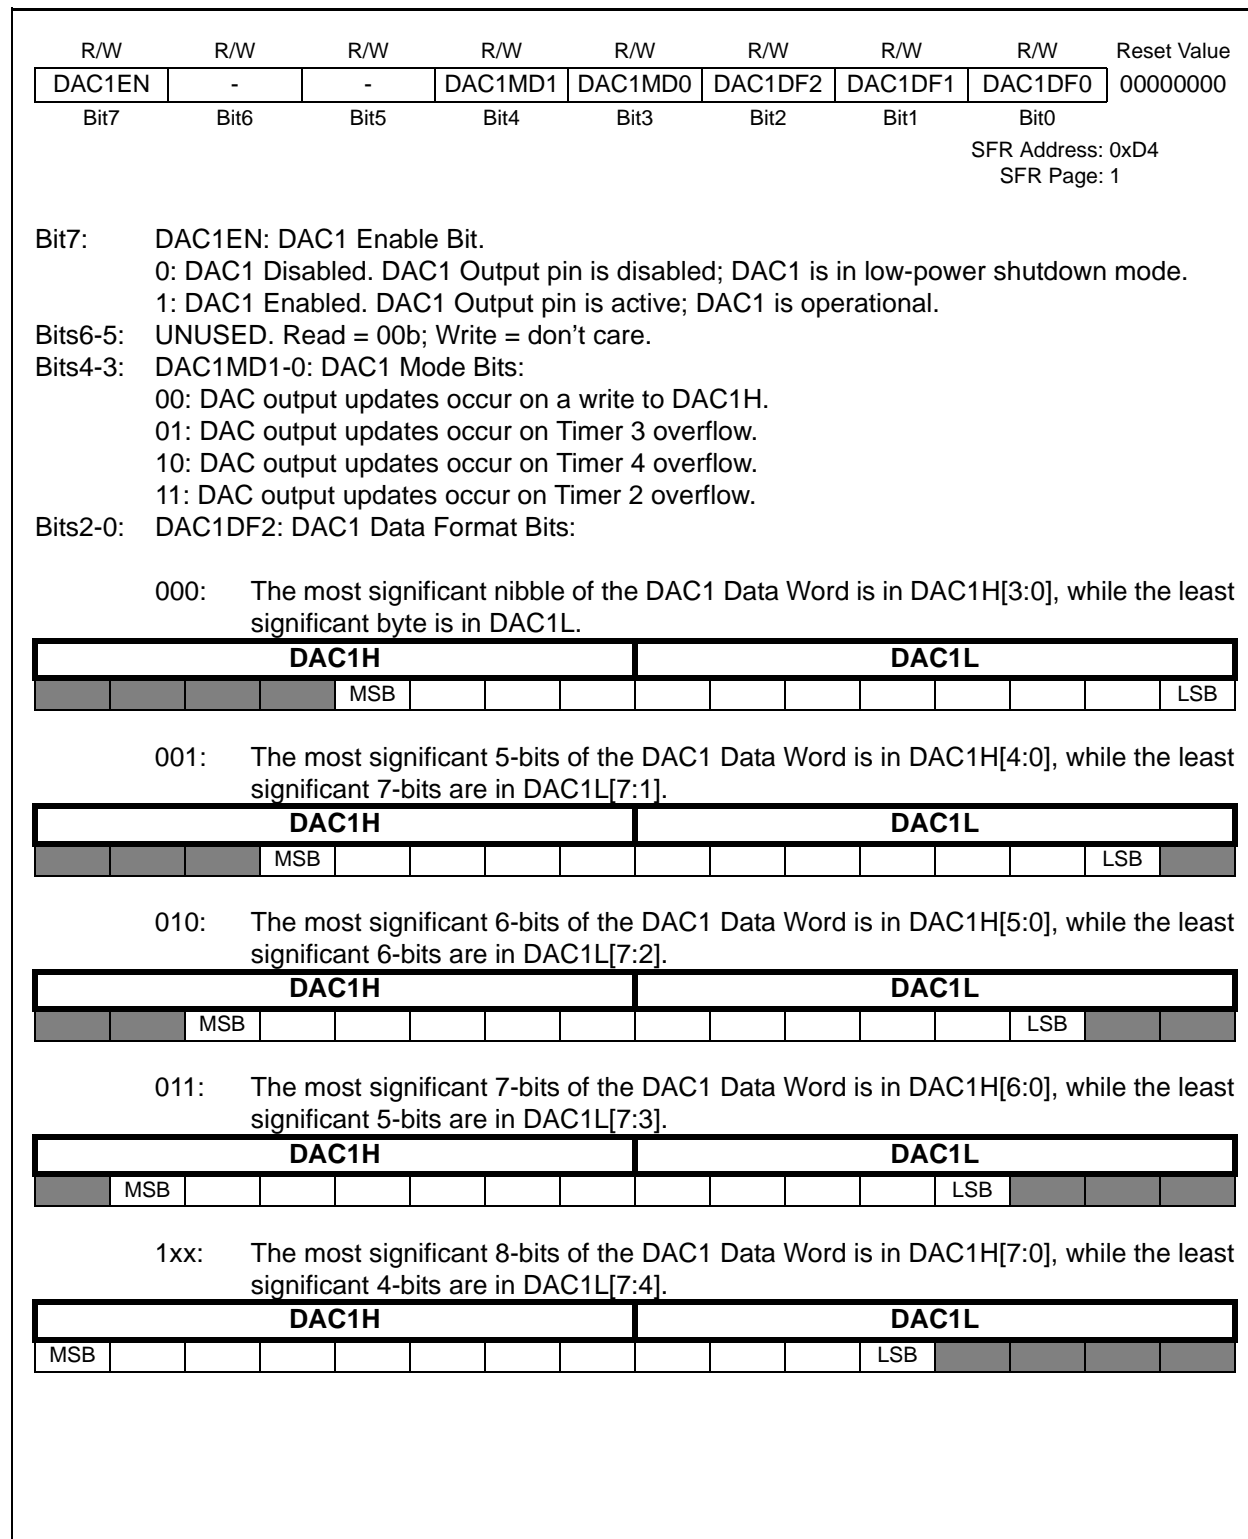 R/W R/W R/W R/W R/W R/W R/W R/W Reset Value
DAC1EN - - DAC1MD1 DAC1MD0 DAC1DF2 DAC1DF1 DAC1DF0 00000000
Bit7 Bit6 Bit5 Bit4 Bit3 Bit2 Bit1 Bit0
SFR Address: 0xD4
SFR Page: 1
Bit7: DAC1EN: DAC1 Enable Bit.
0: DAC1 Disabled. DAC1 Output pin is disabled; DAC1 is in low-power shutdown mode.
1: DAC1 Enabled. DAC1 Output pin is active; DAC1 is operational.
Bits6-5: UNUSED. Read = 00b; Write = don’t care.
Bits4-3: DAC1MD1-0: DAC1 Mode Bits:
00: DAC output updates occur on a write to DAC1H.
01: DAC output updates occur on Timer 3 overflow.
10: DAC output updates occur on Timer 4 overflow.
11: DAC output updates occur on Timer 2 overflow.
Bits2-0: DAC1DF2: DAC1 Data Format Bits:
000: The most significant nibble of the DAC1 Data Word is in DAC1H[3:0], while the least
significant byte is in DAC1L.
DAC1H DAC1L
MSB LSB
001: The most significant 5-bits of the DAC1 Data Word is in DAC1H[4:0], while the least
significant 7-bits are in DAC1L[7:1].
DAC1H DAC1L
MSB LSB
010: The most significant 6-bits of the DAC1 Data Word is in DAC1H[5:0], while the least
significant 6-bits are in DAC1L[7:2].
DAC1H DAC1L
MSB LSB
011: The most significant 7-bits of the DAC1 Data Word is in DAC1H[6:0], while the least
significant 5-bits are in DAC1L[7:3].
DAC1H DAC1L
MSB LSB
1xx: The most significant 8-bits of the DAC1 Data Word is in DAC1H[7:0], while the least
significant 4-bits are in DAC1L[7:4].
DAC1H DAC1L
MSB LSB